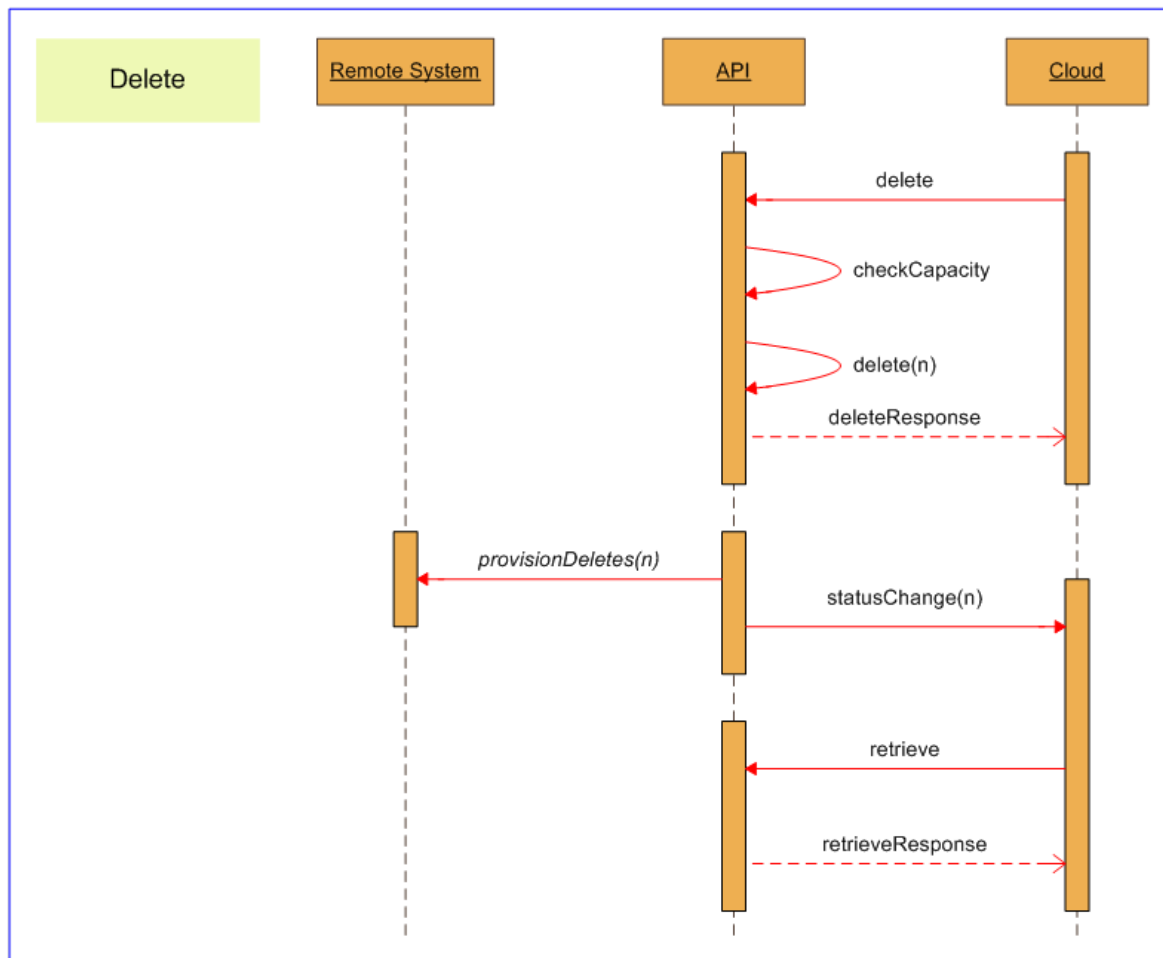 Delete
Remote System
API
Cloud
delete
checkCapacity
delete(n)
deleteResponse
provisionDeletes(n)
statusChange(n)
retrieve
retrieveResponse